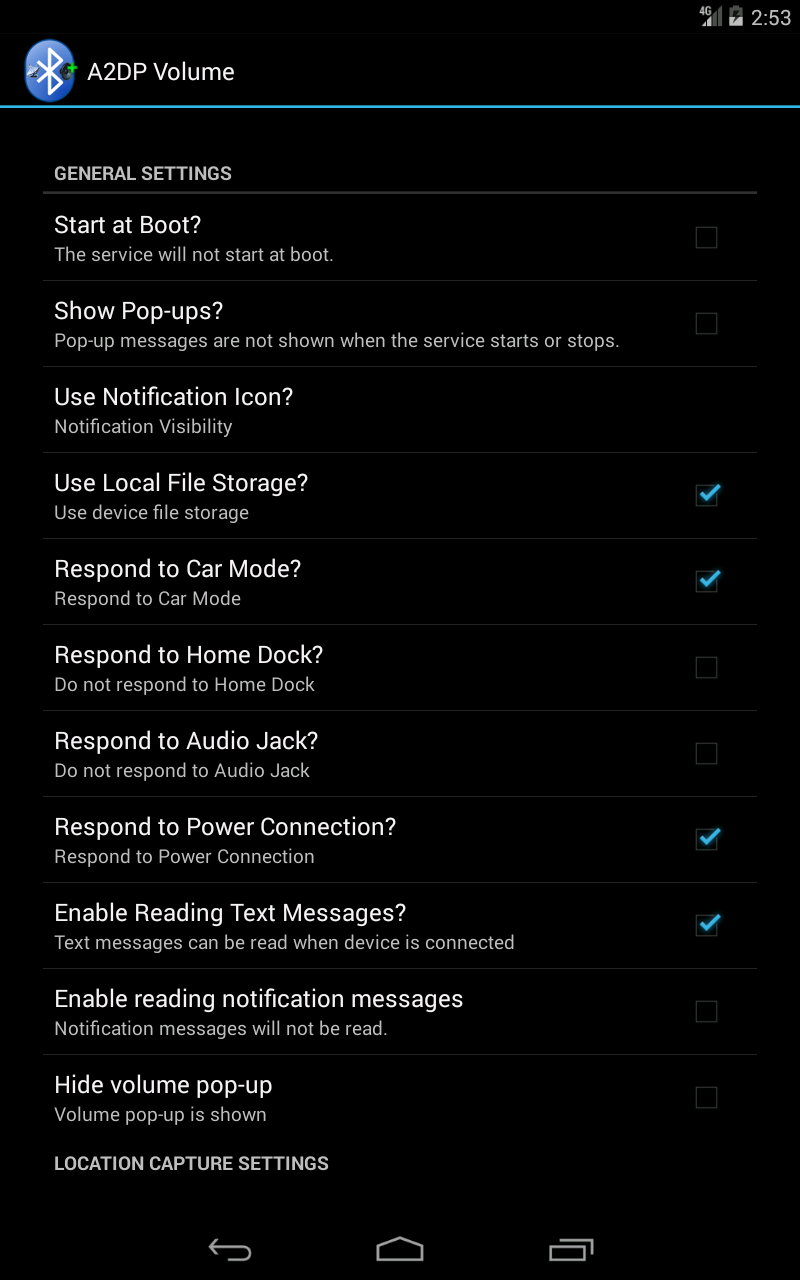 4G 2:53
A2DP Volume
GENERAL SETTINGS
Start at Boot?
The service will not start at boot.
Show Pop-ups?
Pop-up messages are not shown when the service starts or stops.
Use Notification Icon?
Notification Visibility
Use Local File Storage?
Use device file storage
Respond to Car Mode?
Respond to Car Mode
Respond to Home Dock?
Do not respond to Home Dock
Respond to Audio Jack?
Do not respond to Audio Jack
Respond to Power Connection?
Respond to Power Connection
Enable Reading Text Messages?
Text messages can be read when device is connected
Enable reading notification messages
Notification messages will not be read.
Hide volume pop-up
Volume pop-up is shown
LOCATION CAPTURE SETTINGS